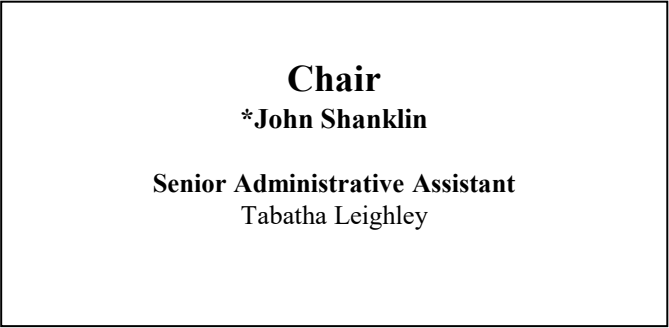 Chair
*John Shanklin
Senior Administrative Assistant
Tabatha Leighley